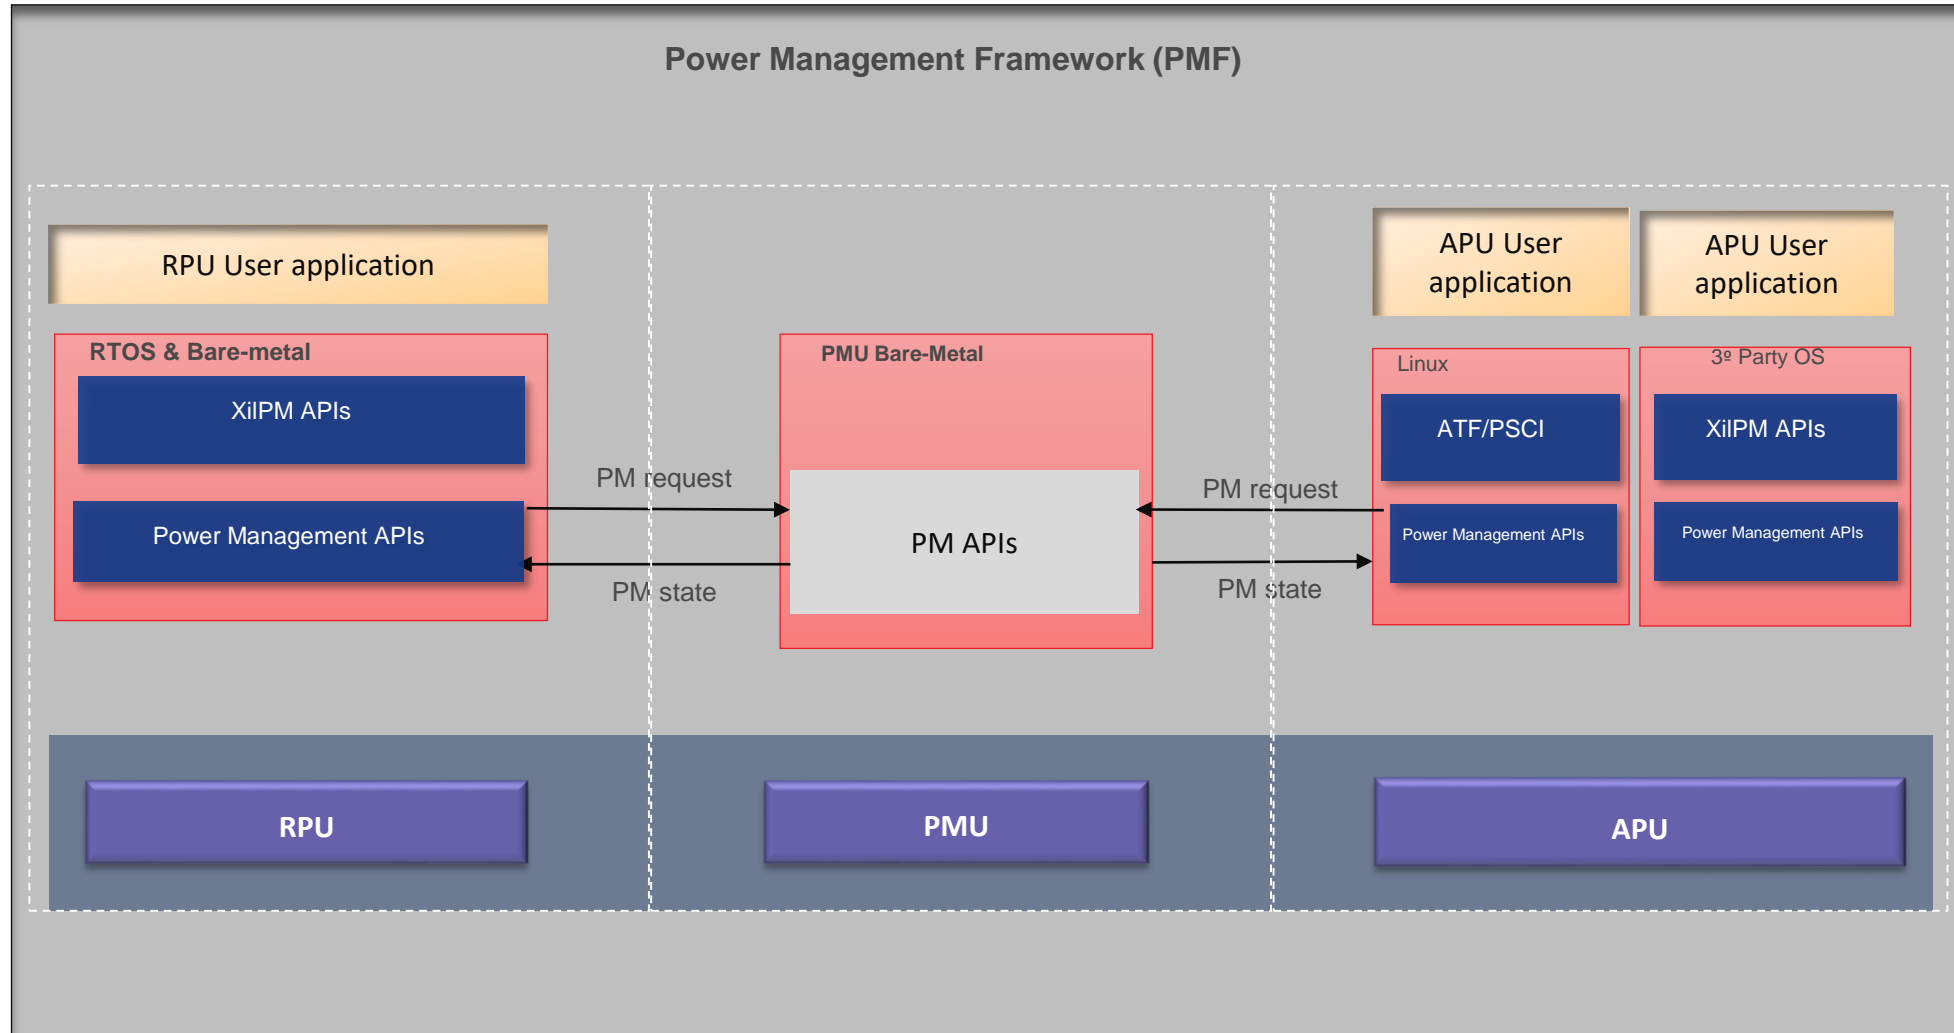 Power Management Framework (PMF)
RPU User application
RTOS & Bare-metal
XilPM APIs
Power Management APIs
PM request
PM state
PMU Bare-Metal
PM APIs
PM request
PM state
APU User
application
Linux
ATF/PSCI
Power Management APIs
APU User
application
3º Party OS
XilPM APIs
Power Management APIs
RPU
PMU
APU